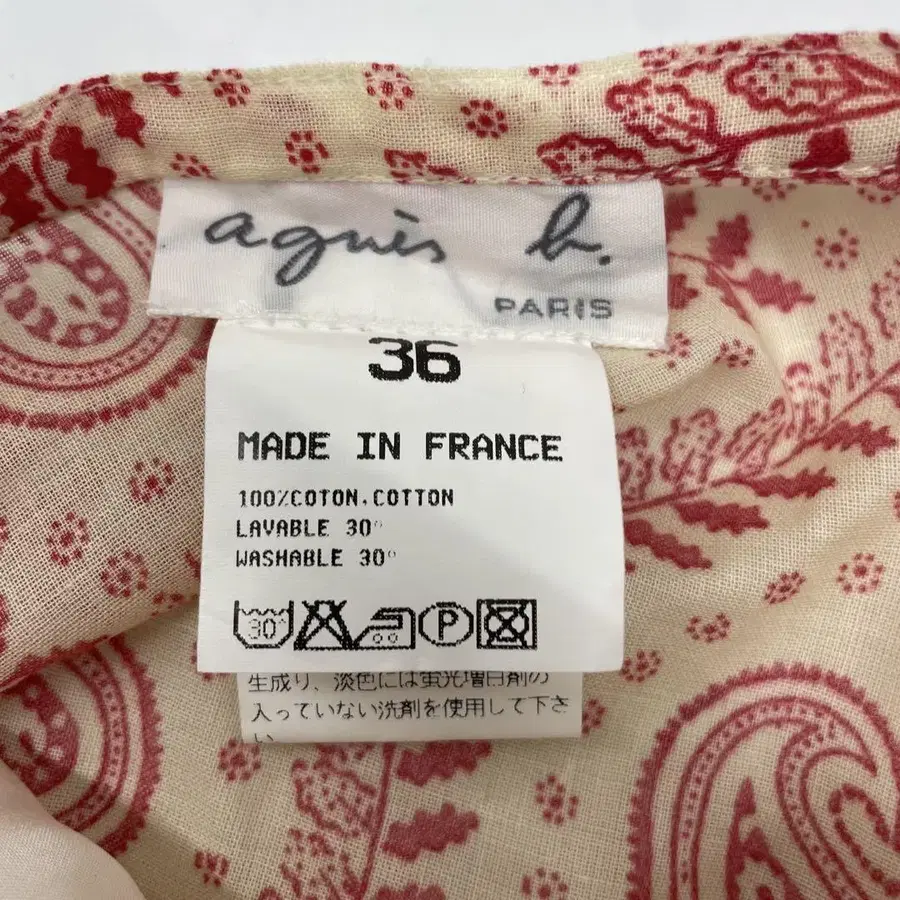 agnès b.
PARIS
36
MADE IN FRANCE
100%COTON.COTTON
LAVABLE 30°
WASHABLE 30°
30° P
生成り、淡色には蛍光増白剤の
入っていない洗剤を使用して下さ
い